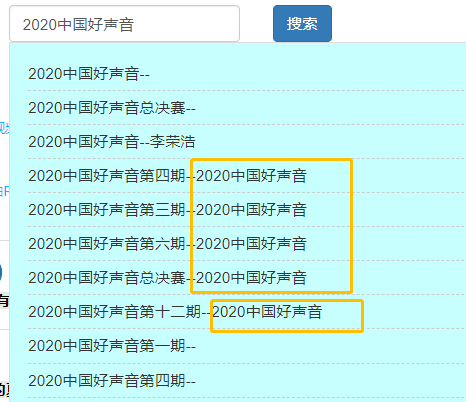 2020中国好声音 搜索
2020中国好声音--
2020中国好声音总决赛--
2020中国好声音--李荣浩
2020中国好声音第四期--2020中国好声音
2020中国好声音第三期--2020中国好声音
2020中国好声音第六期--2020中国好声音
2020中国好声音总决赛--2020中国好声音
2020中国好声音第十二期--2020中国好声音
2020中国好声音第一期--
2020中国好声音第四期--